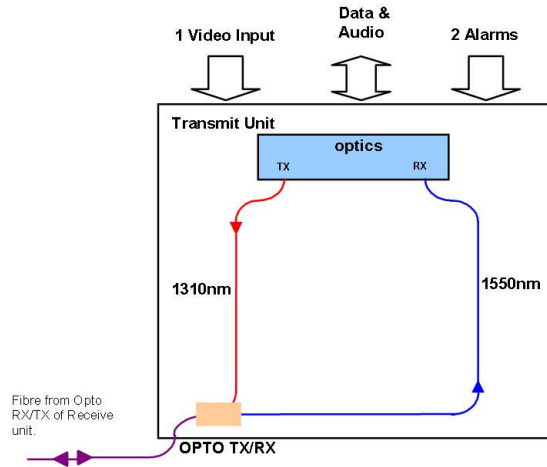 1 Video Input
Data &
Audio
2 Alarms
Transmit Unit
optics
TX
RX
1310nm
1550nm
Fibre from Opto
RX/TX of Receive
unit.
OPTO TX/RX